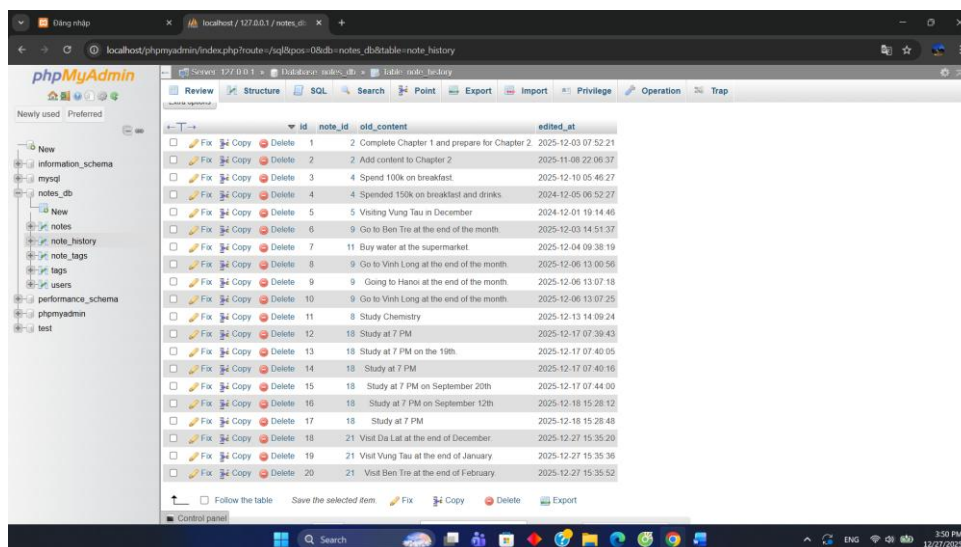 Đăng nhập
localhost / 127.0.0.1 / notes_db
localhost/phpmyadmin/index.php?route=/sql&pos=0&db=notes_db&table=note_history
phpMyAdmin
Newly used Preferred
New
information_schema
mysql
notes_db
New
notes
note_history
note_tags
tags
users
performance_schema
phpmyadmin
test
Server: 127.0.0.1 » Database: notes_db » Table: note_history
Review Structure SQL Search Point Export Import Privilege Operation Trap
Extra options
id note_id old_content edited_at
Fix Copy Delete 1 2 Complete Chapter 1 and prepare for Chapter 2. 2025-12-03 07:52:21
Fix Copy Delete 2 2 Add content to Chapter 2 2025-11-08 22:06:37
Fix Copy Delete 3 4 Spend 100k on breakfast. 2025-12-10 05:46:27
Fix Copy Delete 4 4 Spended 150k on breakfast and drinks. 2024-12-05 06:52:27
Fix Copy Delete 5 5 Visiting Vung Tau in December 2024-12-01 19:14:46
Fix Copy Delete 6 9 Go to Ben Tre at the end of the month. 2025-12-03 14:51:37
Fix Copy Delete 7 11 Buy water at the supermarket. 2025-12-04 09:38:19
Fix Copy Delete 8 9 Go to Vinh Long at the end of the month. 2025-12-06 13:00:56
Fix Copy Delete 9 9 Going to Hanoi at the end of the month. 2025-12-06 13:07:18
Fix Copy Delete 10 9 Go to Vinh Long at the end of the month. 2025-12-06 13:07:25
Fix Copy Delete 11 8 Study Chemistry 2025-12-13 14:09:24
Fix Copy Delete 12 18 Study at 7 PM 2025-12-17 07:39:43
Fix Copy Delete 13 18 Study at 7 PM on the 19th. 2025-12-17 07:40:05
Fix Copy Delete 14 18 Study at 7 PM 2025-12-17 07:40:16
Fix Copy Delete 15 18 Study at 7 PM on September 20th 2025-12-17 07:44:00
Fix Copy Delete 16 18 Study at 7 PM on September 12th 2025-12-18 15:28:12
Fix Copy Delete 17 18 Study at 7 PM 2025-12-18 15:28:48
Fix Copy Delete 18 21 Visit Da Lat at the end of December. 2025-12-27 15:35:20
Fix Copy Delete 19 21 Visit Vung Tau at the end of January. 2025-12-27 15:35:36
Fix Copy Delete 20 21 Visit Ben Tre at the end of February. 2025-12-27 15:35:52
Follow the table Save the selected item. Fix Copy Delete Export
Control panel
Search
ENG
3:50 PM
12/27/2025